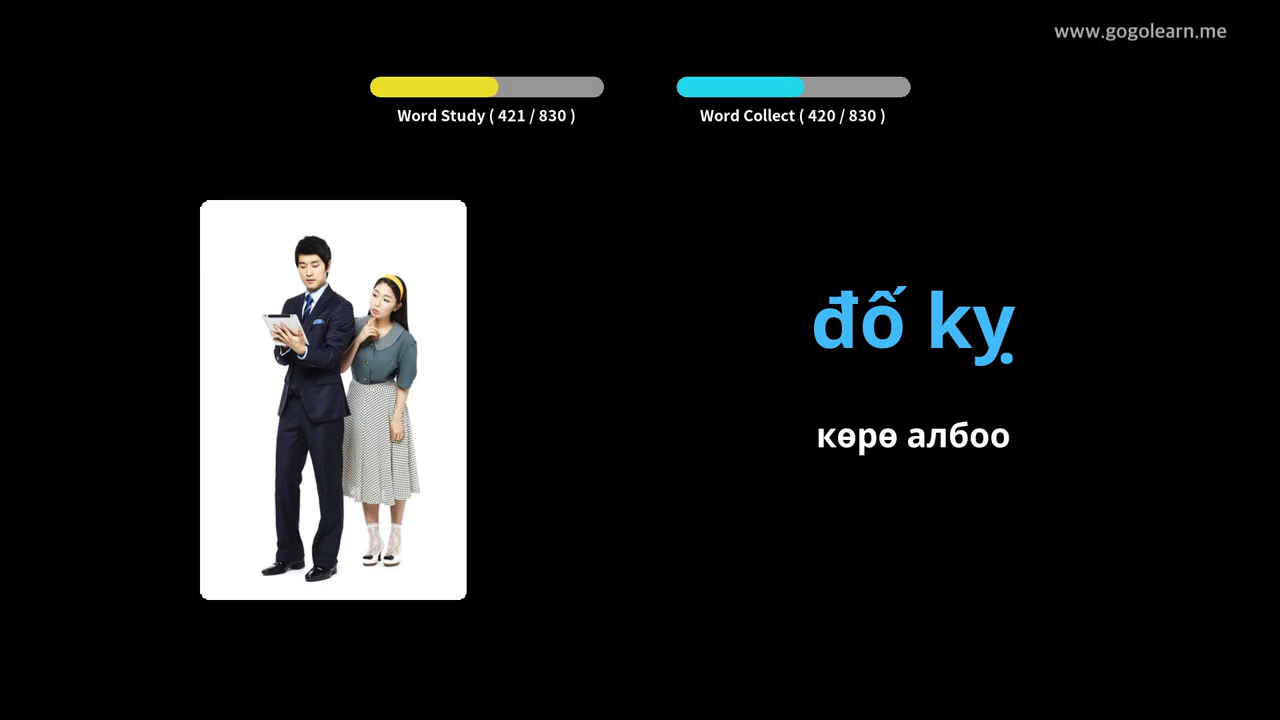 www.gogolearn.me
Word Study ( 421 / 830 )
Word Collect ( 420 / 830 )
đố kỵ
көрө албоо